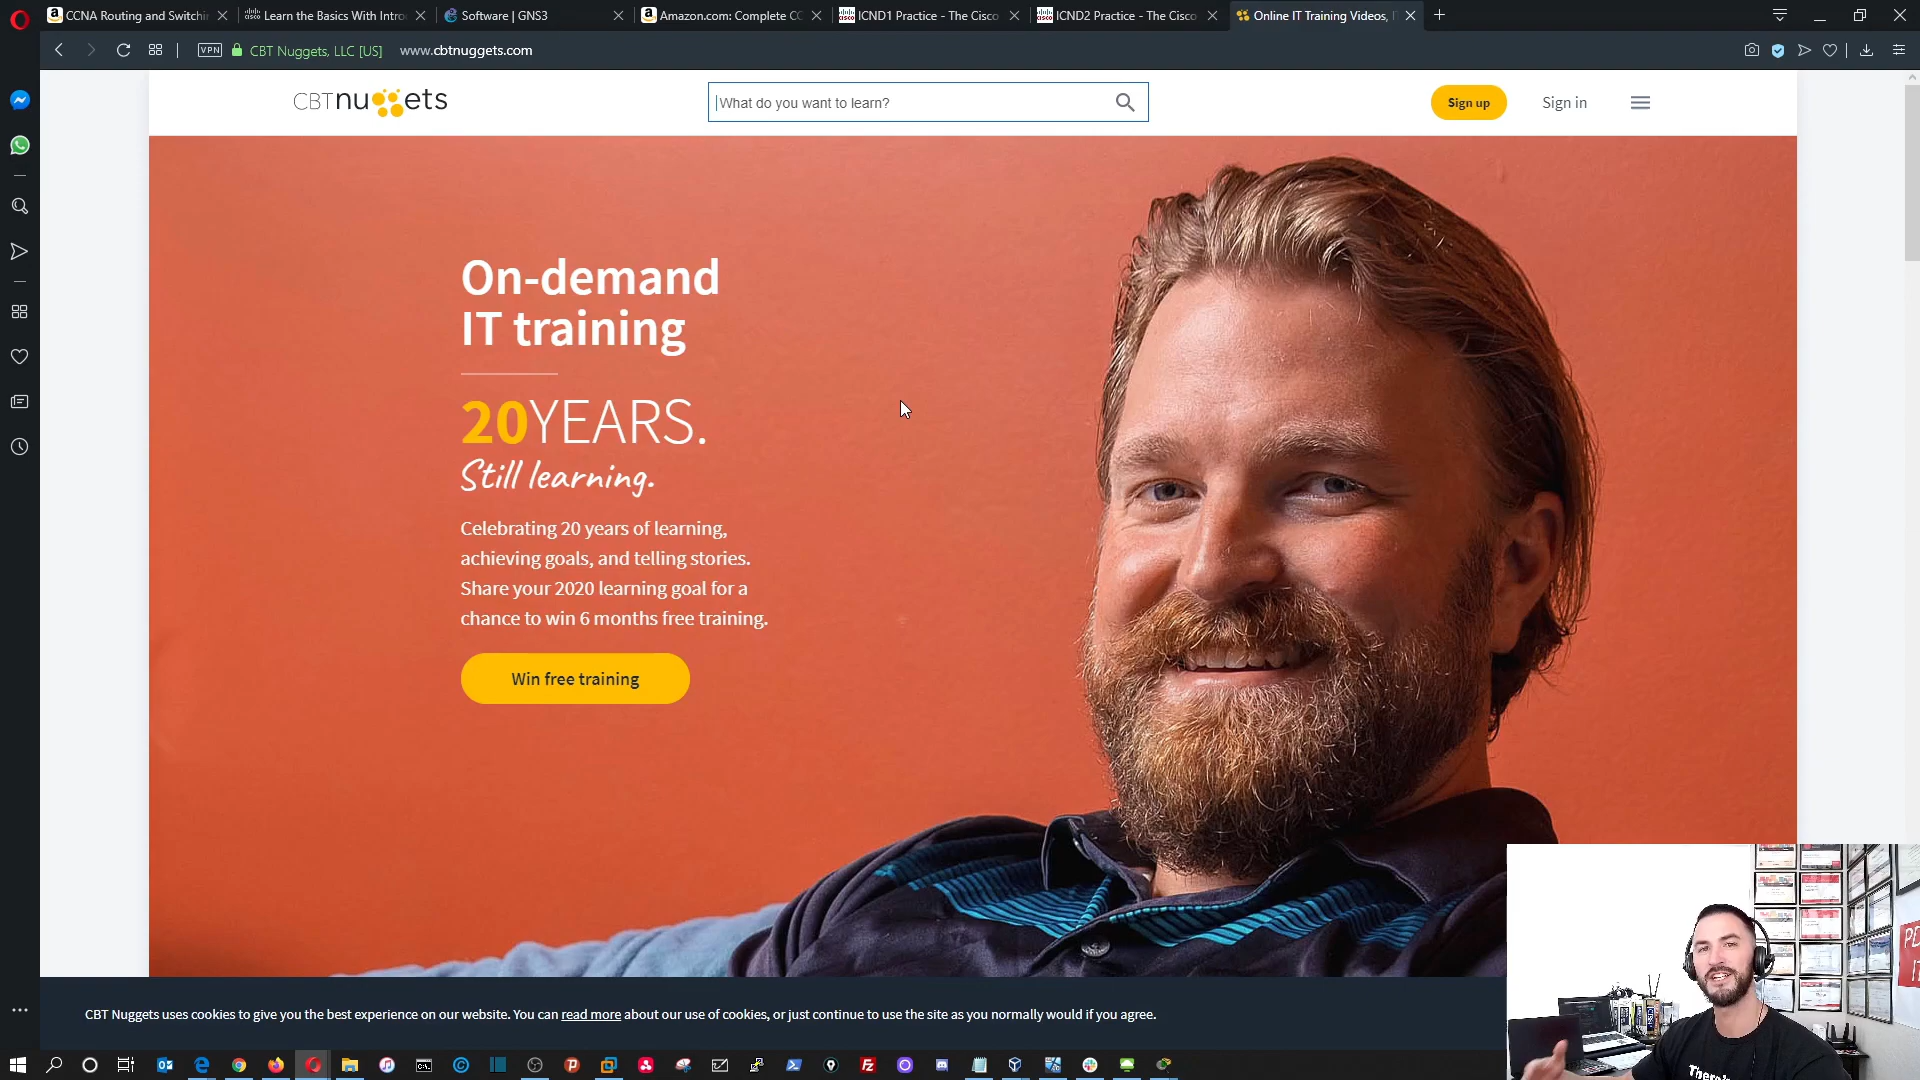 CCNA Routing and Switchin
Learn the Basics With Intro
Software | GNS3
Amazon.com: Complete CC
ICND1 Practice - The Cisco
ICND2 Practice - The Cisco
Online IT Training Videos, I
VPN
CBT Nuggets, LLC [US]
www.cbtnuggets.com
CBTnuggets
What do you want to learn?
Sign up
Sign in
On-demand
IT training
20YEARS.
Still learning.
Celebrating 20 years of learning,
achieving goals, and telling stories.
Share your 2020 learning goal for a
chance to win 6 months free training.
Win free training
CBT Nuggets uses cookies to give you the best experience on our website. You can read more about our use of cookies, or just continue to use the site as you normally would if you agree.